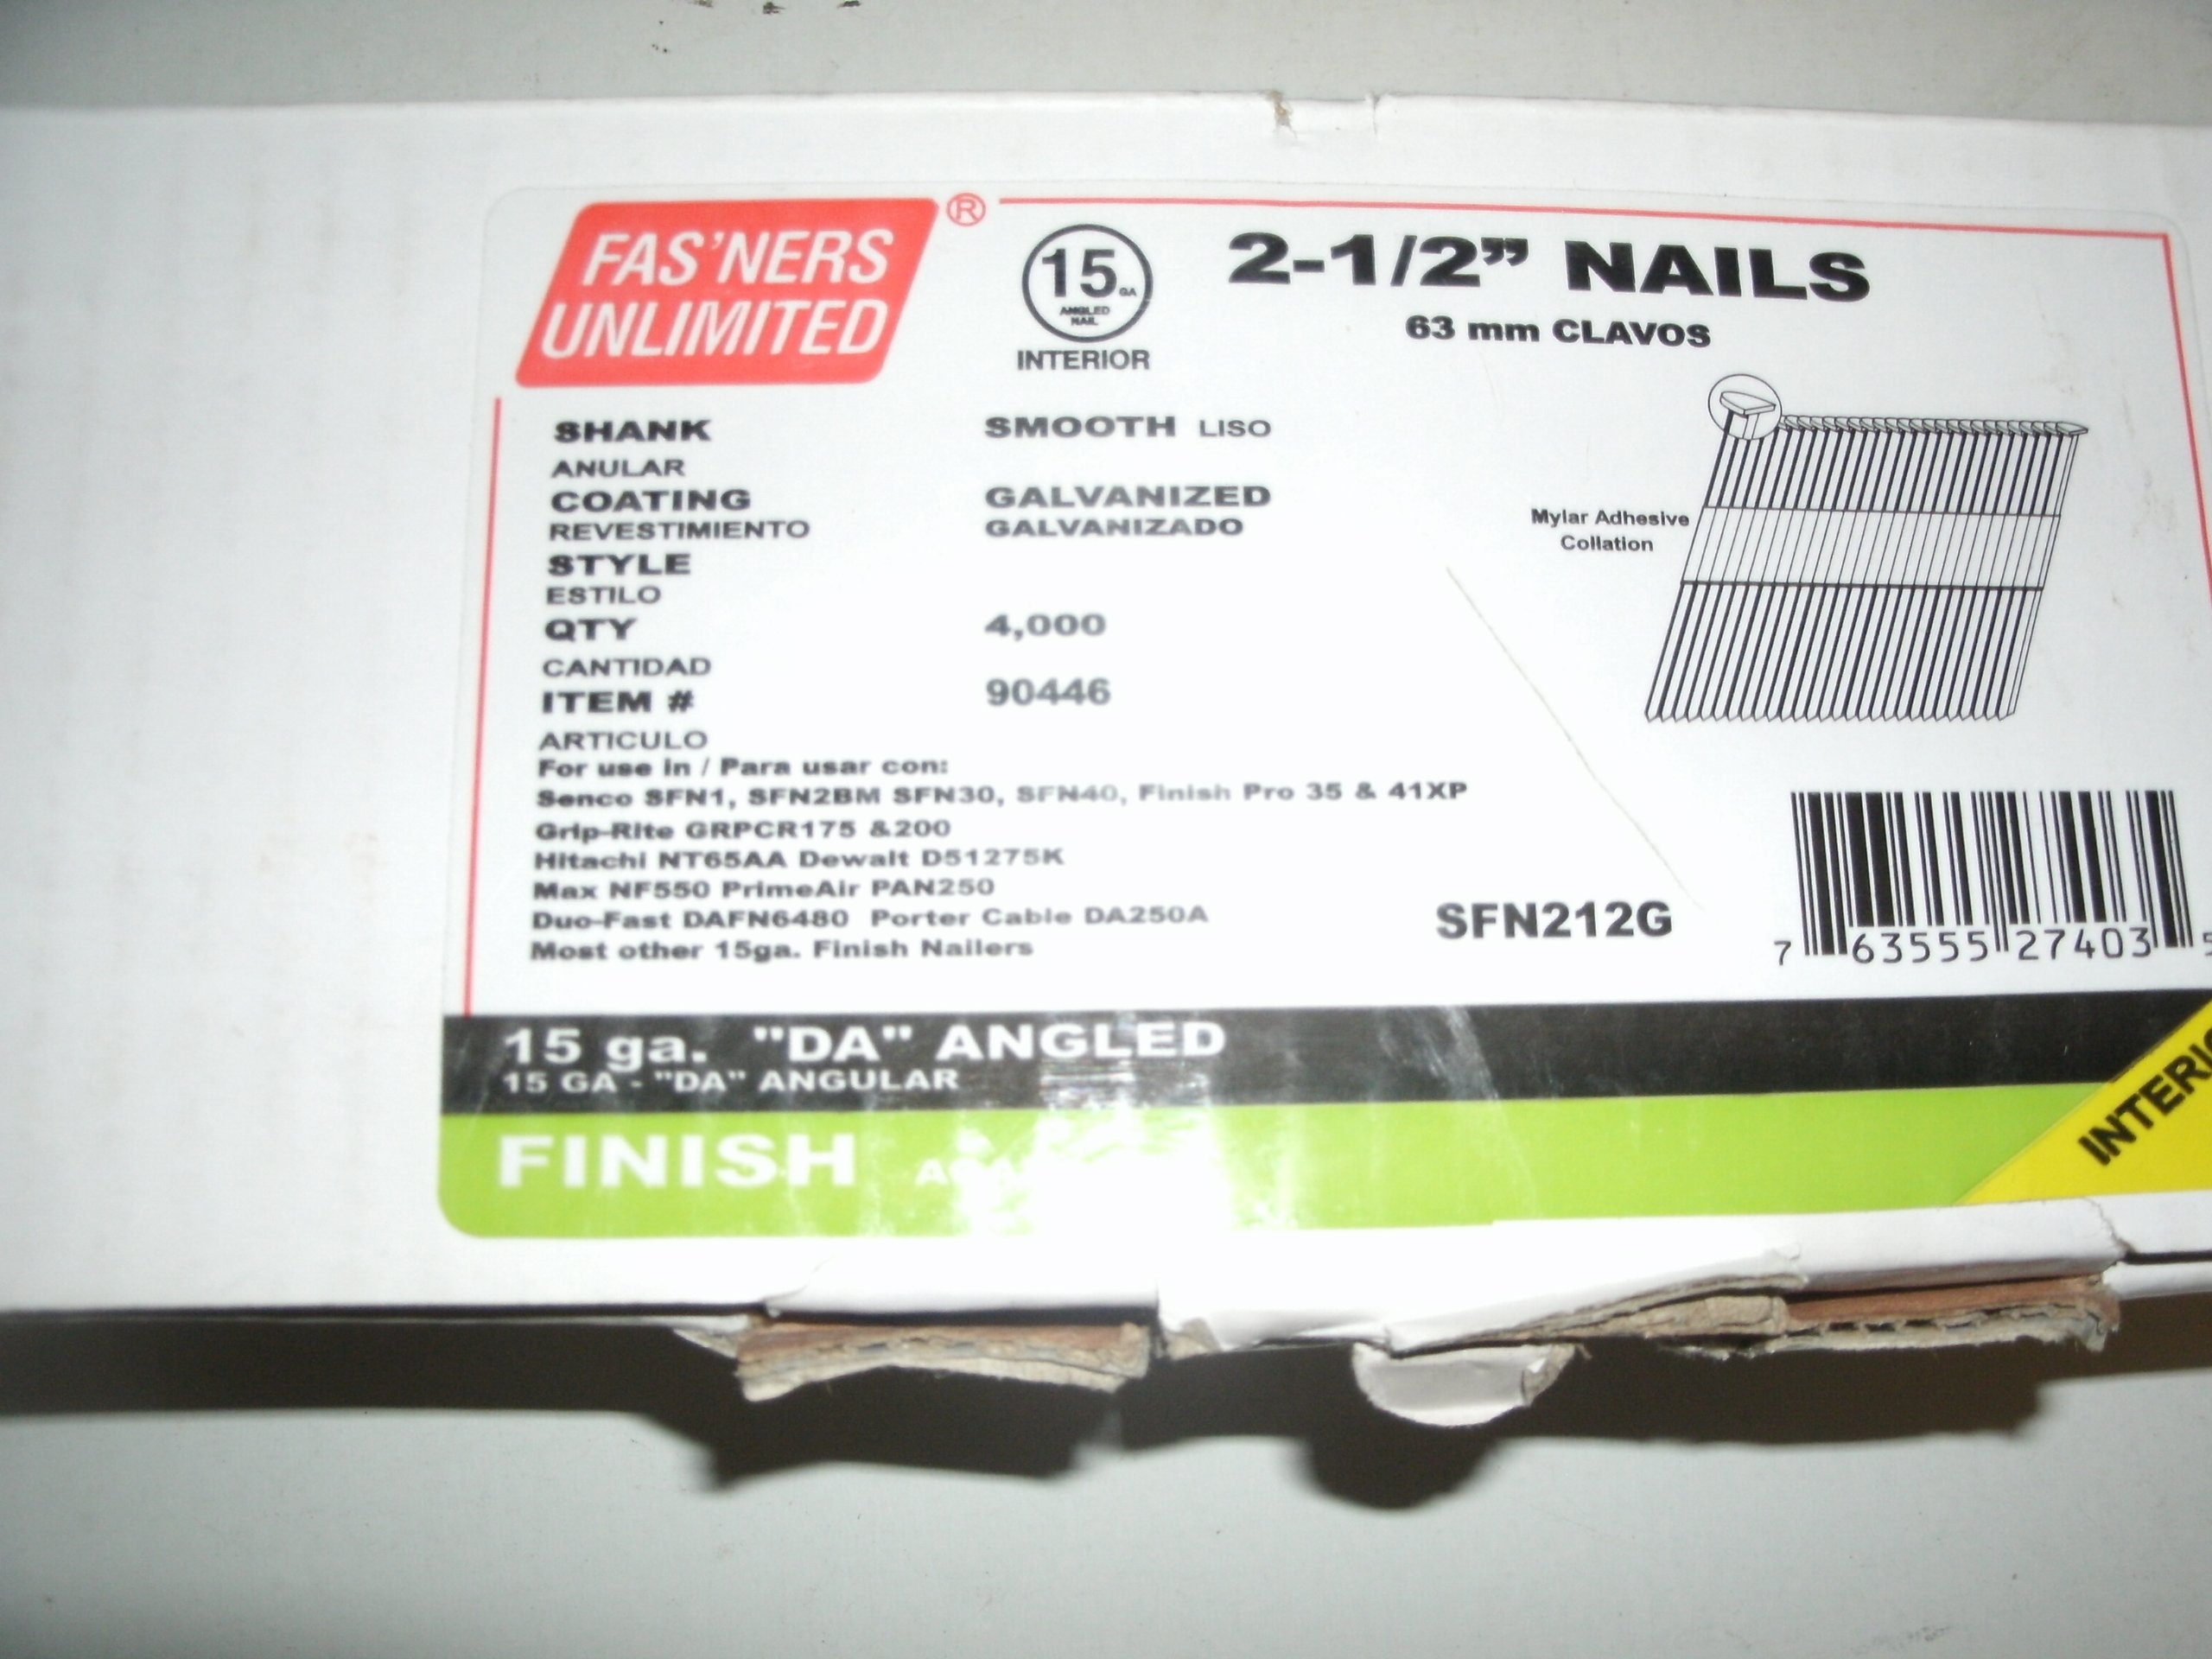 FAS'NERS
UNLIMITED
®
15 GA
ANGLED
NAIL
INTERIOR
2-1/2” NAILS
63 mm CLAVOS
SHANK SMOOTH LISO
ANULAR
COATING GALVANIZED
REVESTIMIENTO GALVANIZADO
STYLE
ESTILO
QTY 4,000
CANTIDAD
ITEM # 90446
ARTICULO
For use in / Para usar con:
Senco SFN1, SFN2BM SFN30, SFN40, Finish Pro 35 & 41XP
Grip-Rite GRPCR175 &200
Hitachi NT65AA Dewalt D51275K
Max NF550 PrimeAir PAN250
Duo-Fast DAFN6480 Porter Cable DA250A
Most other 15ga. Finish Nailers
Mylar Adhesive
Collation
SFN212G
7 63555 27403 5
15 ga. "DA" ANGLED
15 GA - "DA" ANGULAR
FINISH